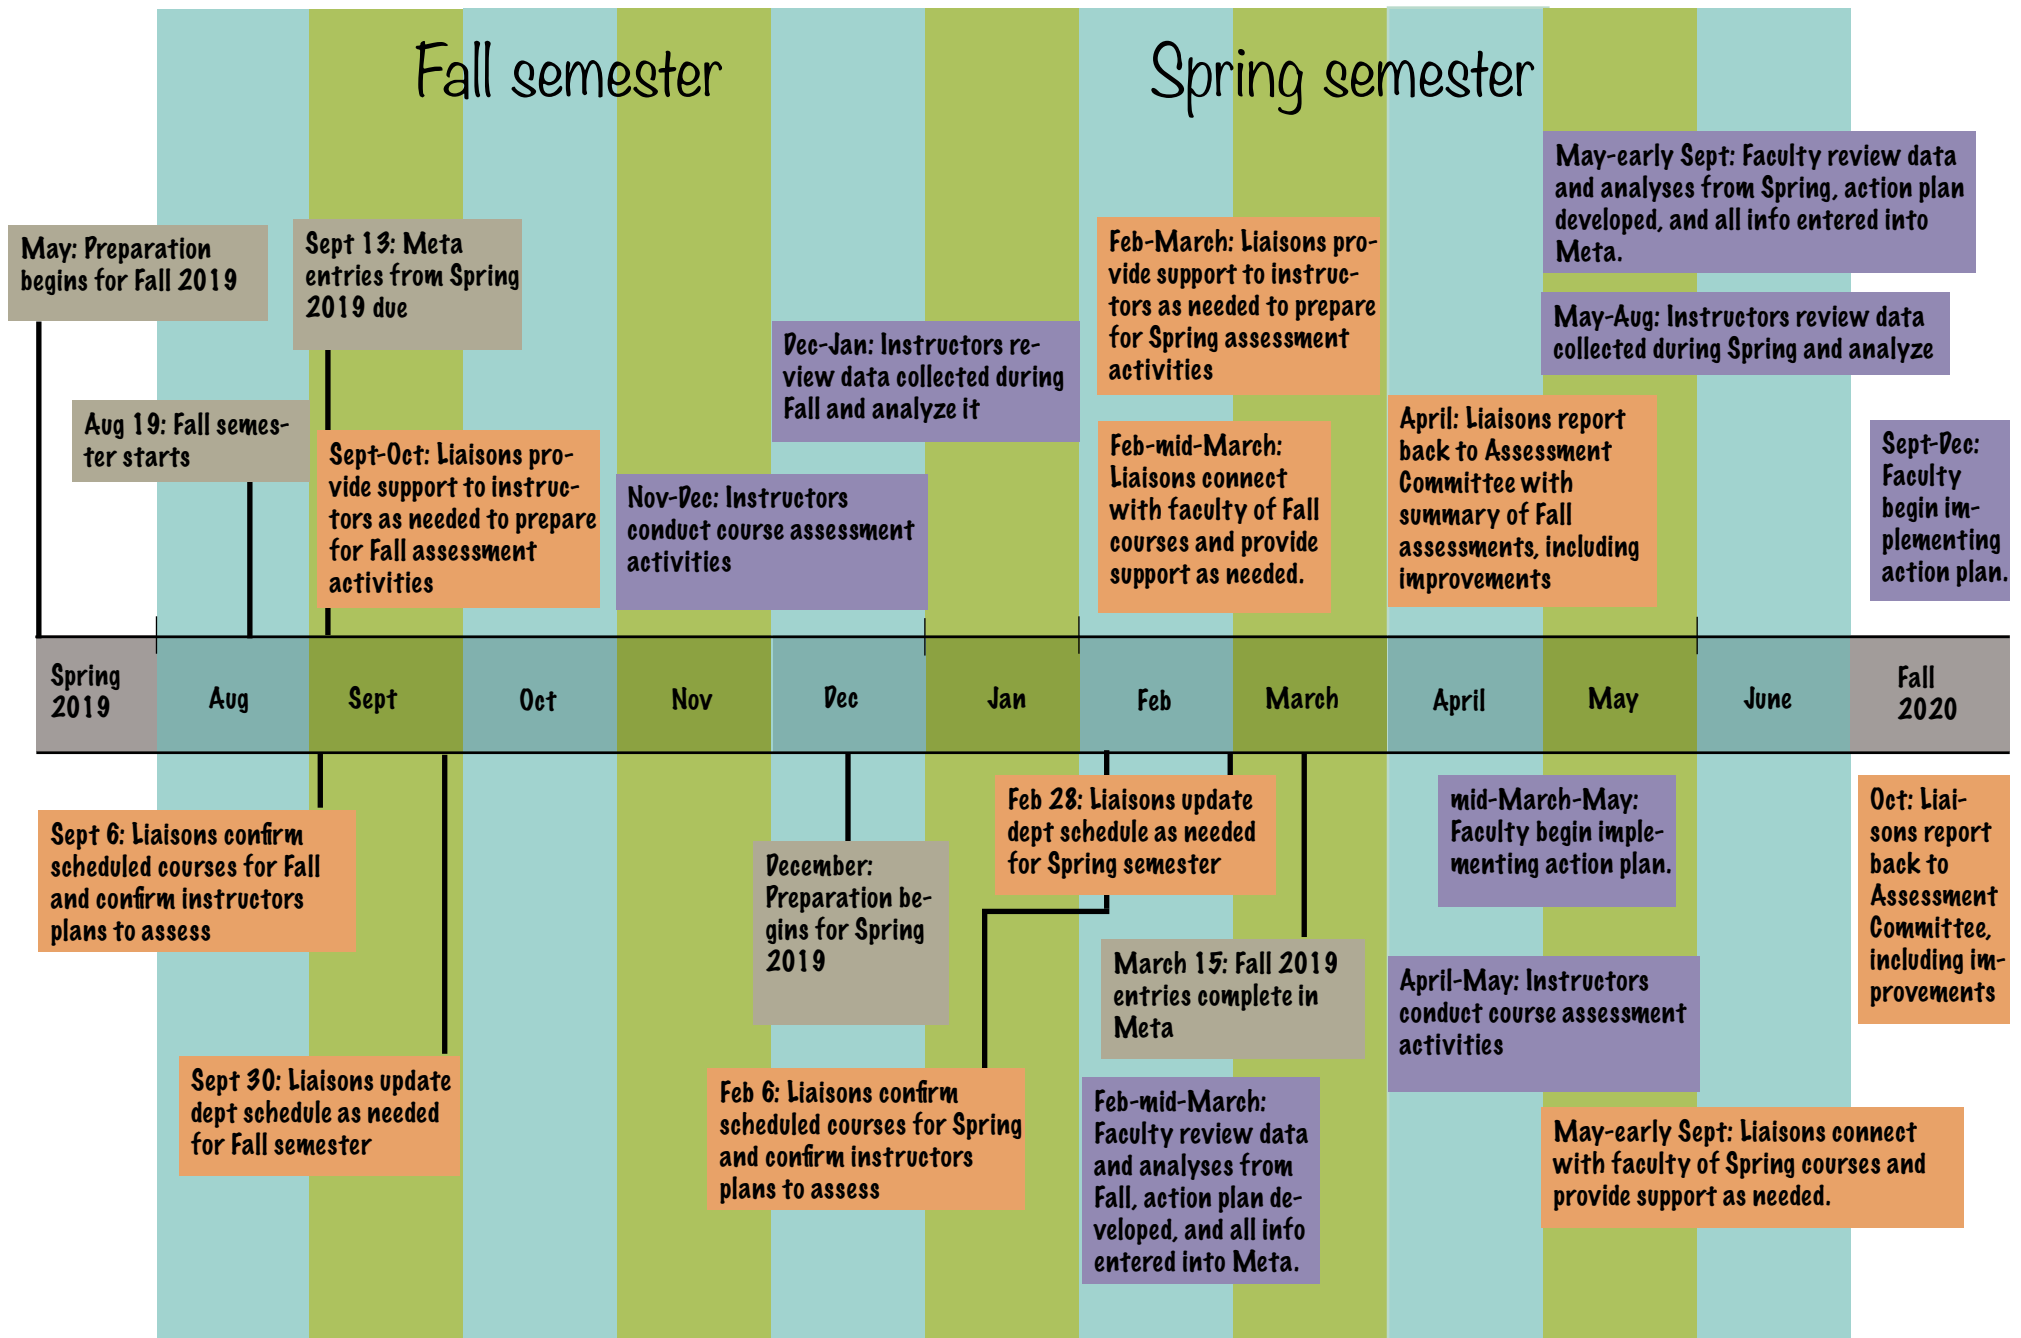 Fall semester
Spring semester
May-early Sept: Faculty review data
and analyses from Spring, action plan
developed, and all info entered into
Meta.
May: Preparation
begins for Fall 2019
Sept 13: Meta
entries from Spring
2019 due
Feb-March: Liaisons pro-
vide support to instruc-
tors as needed to prepare
for Spring assessment
activities
May-Aug: Instructors review data
collected during Spring and analyze
Dec-Jan: Instructors re-
view data collected during
Fall and analyze it
Aug 19: Fall semes-
ter starts
Sept-Oct: Liaisons pro-
vide support to instruc-
tors as needed to prepare
for Fall assessment
activities
Nov-Dec: Instructors
conduct course assessment
activities
Feb-mid-March:
Liaisons connect
with faculty of Fall
courses and provide
support as needed.
April: Liaisons report
back to Assessment
Committee with
summary of Fall
assessments, including
improvements
Sept-Dec:
Faculty
begin im-
plementing
action plan.
Spring
2019
Aug
Sept
Oct
Nov
Dec
Jan
Feb
March
April
May
June
Fall
2020
Sept 6: Liaisons confirm
scheduled courses for Fall
and confirm instructors
plans to assess
Sept 30: Liaisons update
dept schedule as needed
for Fall semester
December:
Preparation be-
gins for Spring
2019
Feb 28: Liaisons update
dept schedule as needed
for Spring semester
Feb 6: Liaisons confirm
scheduled courses for Spring
and confirm instructors
plans to assess
March 15: Fall 2019
entries complete in
Meta
Feb-mid-March:
Faculty review data
and analyses from
Fall, action plan de-
veloped, and all info
entered into Meta.
mid-March-May:
Faculty begin imple-
menting action plan.
April-May: Instructors
conduct course assessment
activities
May-early Sept: Liaisons connect
with faculty of Spring courses and
provide support as needed.
Oct: Liai-
sons report
back to
Assessment
Committee,
including im-
provements